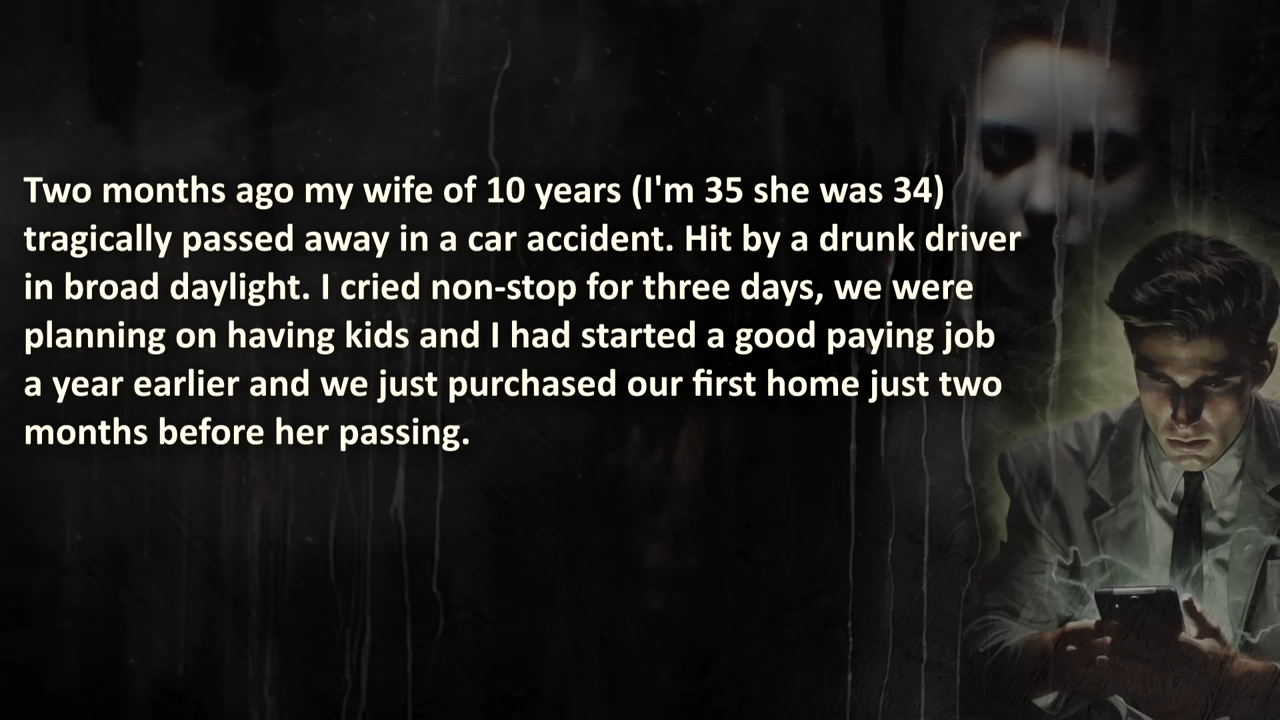 Two months ago my wife of 10 years (I'm 35 she was 34)
tragically passed away in a car accident. Hit by a drunk driver
in broad daylight. I cried non-stop for three days, we were
planning on having kids and I had started a good paying job
a year earlier and we just purchased our first home just two
months before her passing.